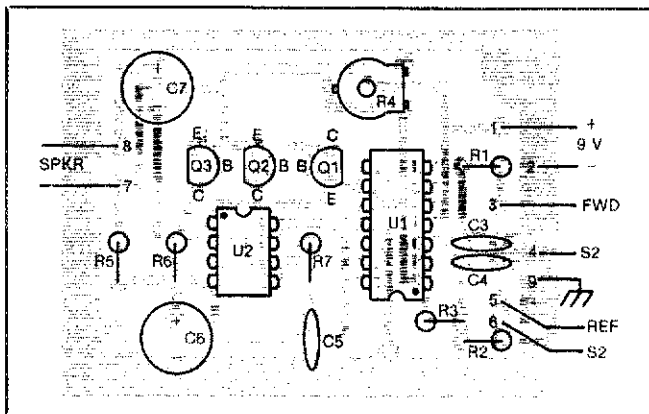 C7
R4
8
SPKR
7
E
Q3
B
C
E
Q2
B
C
C
B
Q1
E
U1
U2
R5
R6
R7
C6
C5
C3
C4
R3
R1
R2
1
+
9 V
2
−
3
FWD
4
S2
9
5
REF
6
S2